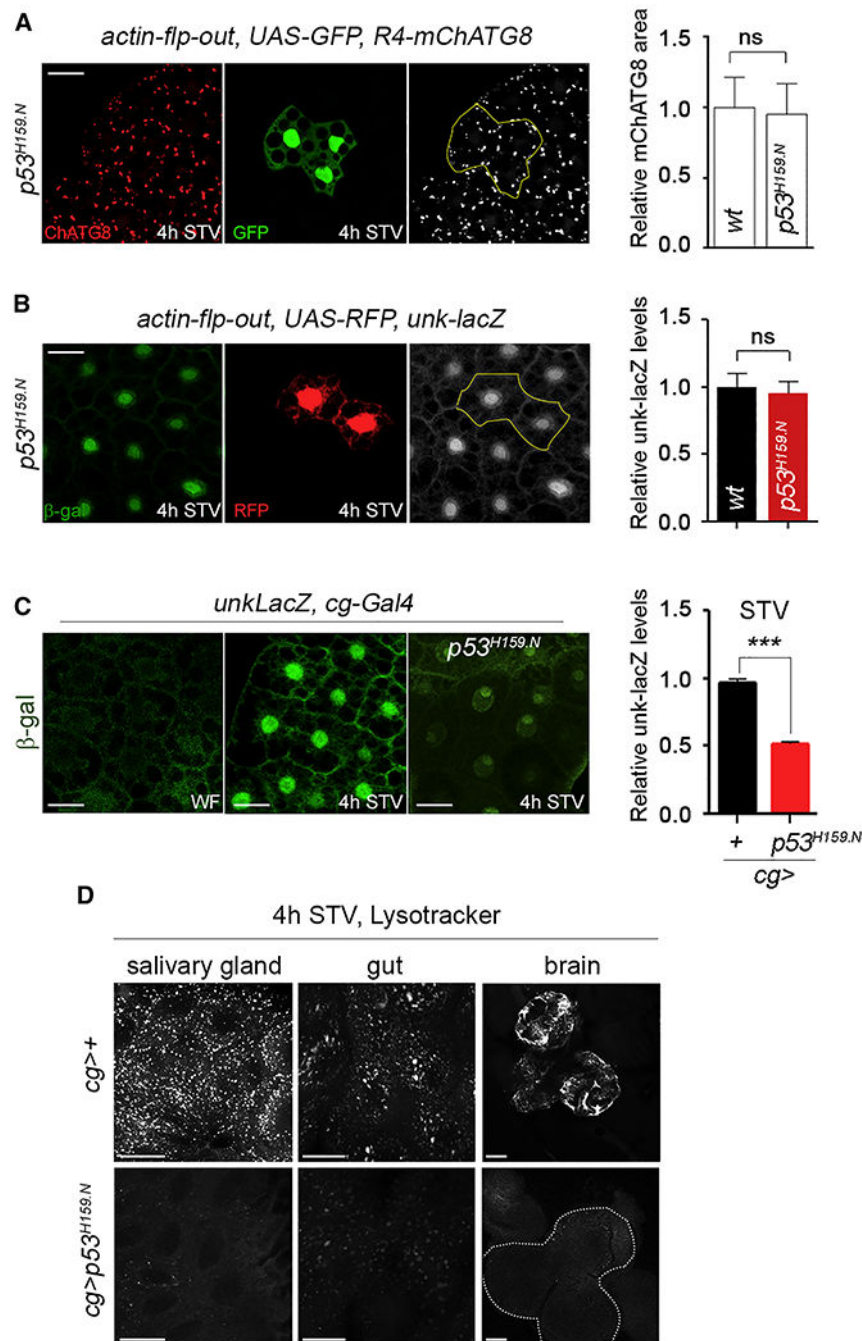 A
actin-flp-out, UAS-GFP, R4-mChATG8
p53H159.N
ChATG8
4h STV
GFP
4h STV
Relative mChATG8 area
1.5
1.0
0.5
0.0
ns
wt
p53H159.N
B
actin-flp-out, UAS-RFP, unk-lacZ
p53H159.N
β-gal
4h STV
RFP
4h STV
Relative unk-lacZ levels
1.5
1.0
0.5
0.0
ns
wt
p53H159.N
C
unkLacZ, cg-Gal4
β-gal
WF
4h STV
p53H159.N
4h STV
Relative unk-lacZ levels
1.5
1.0
0.5
0.0
STV
***
+ p53H159.N
cg>
D
4h STV, Lysotracker
salivary gland gut brain
cg>+
cg>p53H159.N